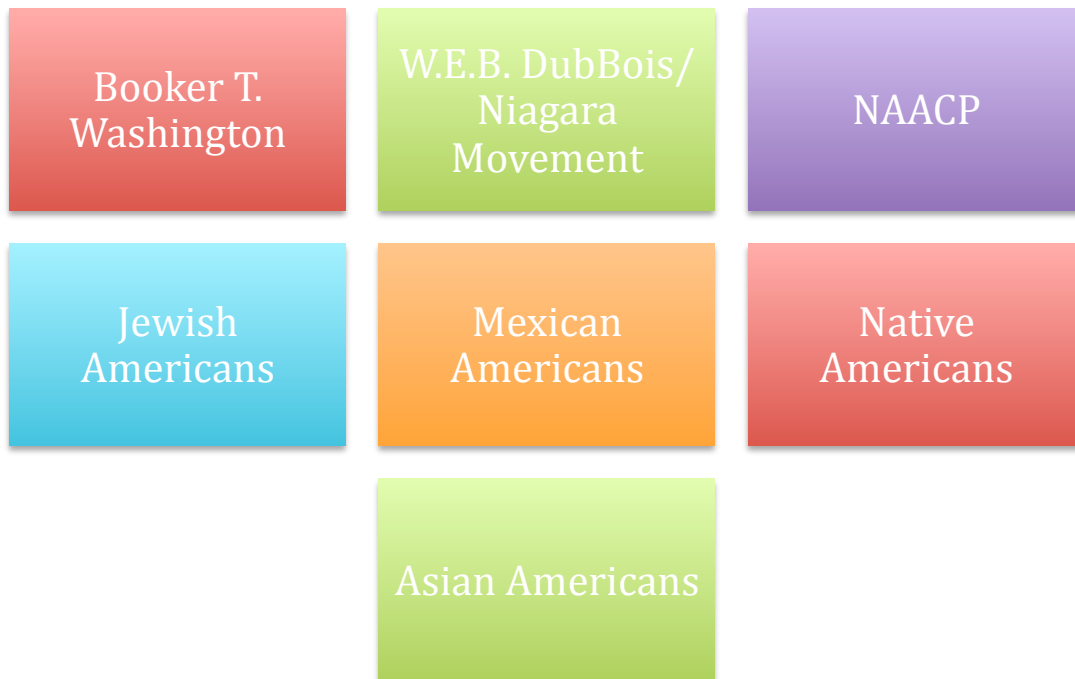 Booker T.
Washington
W.E.B. DubBois/
Niagara
Movement
NAACP
Jewish
Americans
Mexican
Americans
Native
Americans
Asian Americans